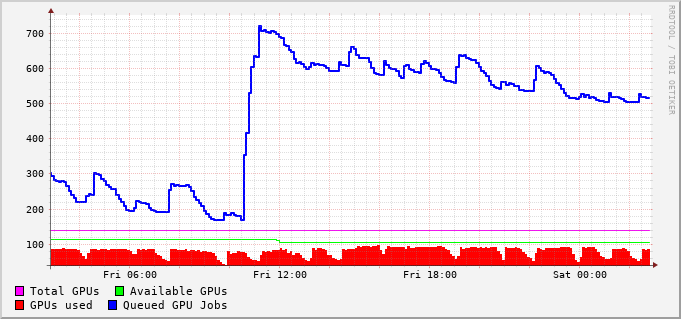 700
600
500
400
300
200
100
Fri 06:00
Fri 12:00
Fri 18:00
Sat 00:00
Total GPUs
Available GPUs
GPUs used
Queued GPU Jobs
RRDTOOL / TOBI OETIKER